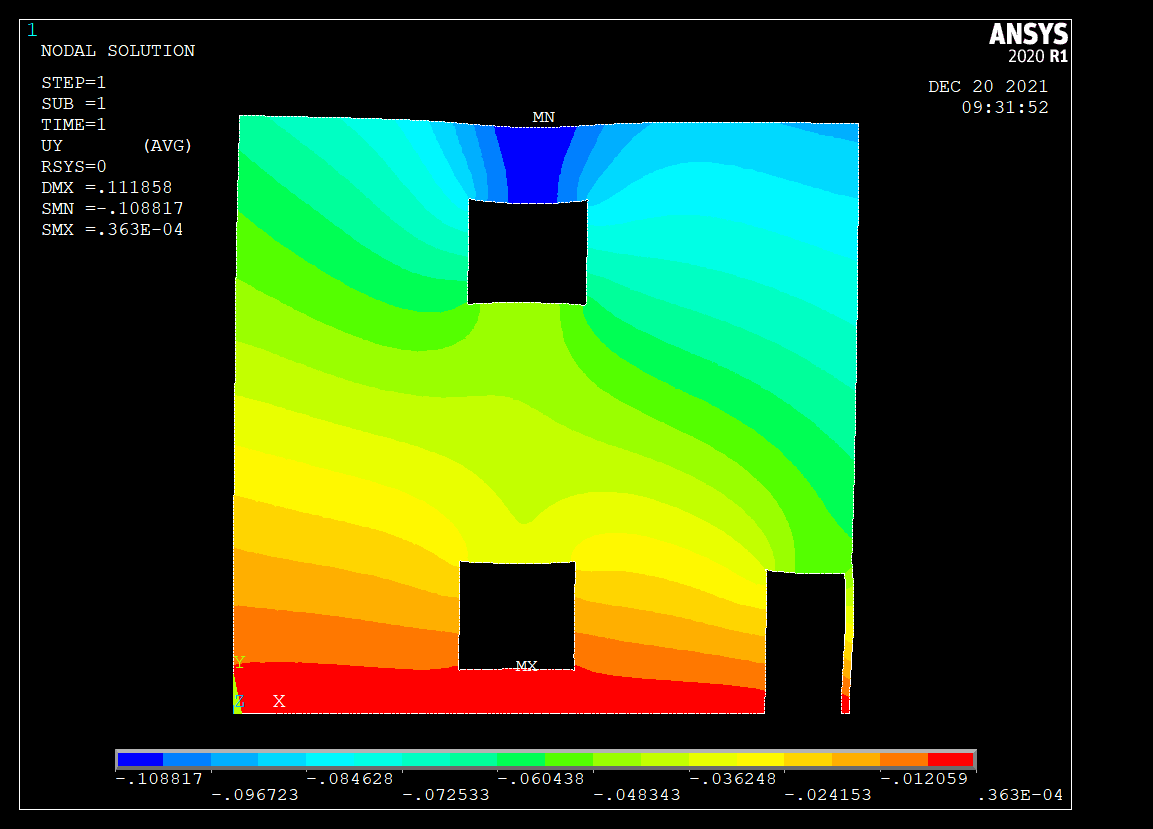 1
NODAL SOLUTION
STEP=1
SUB =1
TIME=1
UY (AVG)
RSYS=0
DMX =.111858
SMN =-.108817
SMX =.363E-04
ANSYS
2020 R1
DEC 20 2021
09:31:52
MN
MX
Y
Z X
-.108817 -.084628 -.060438 -.036248 -.012059
-.096723 -.072533 -.048343 -.024153 .363E-04